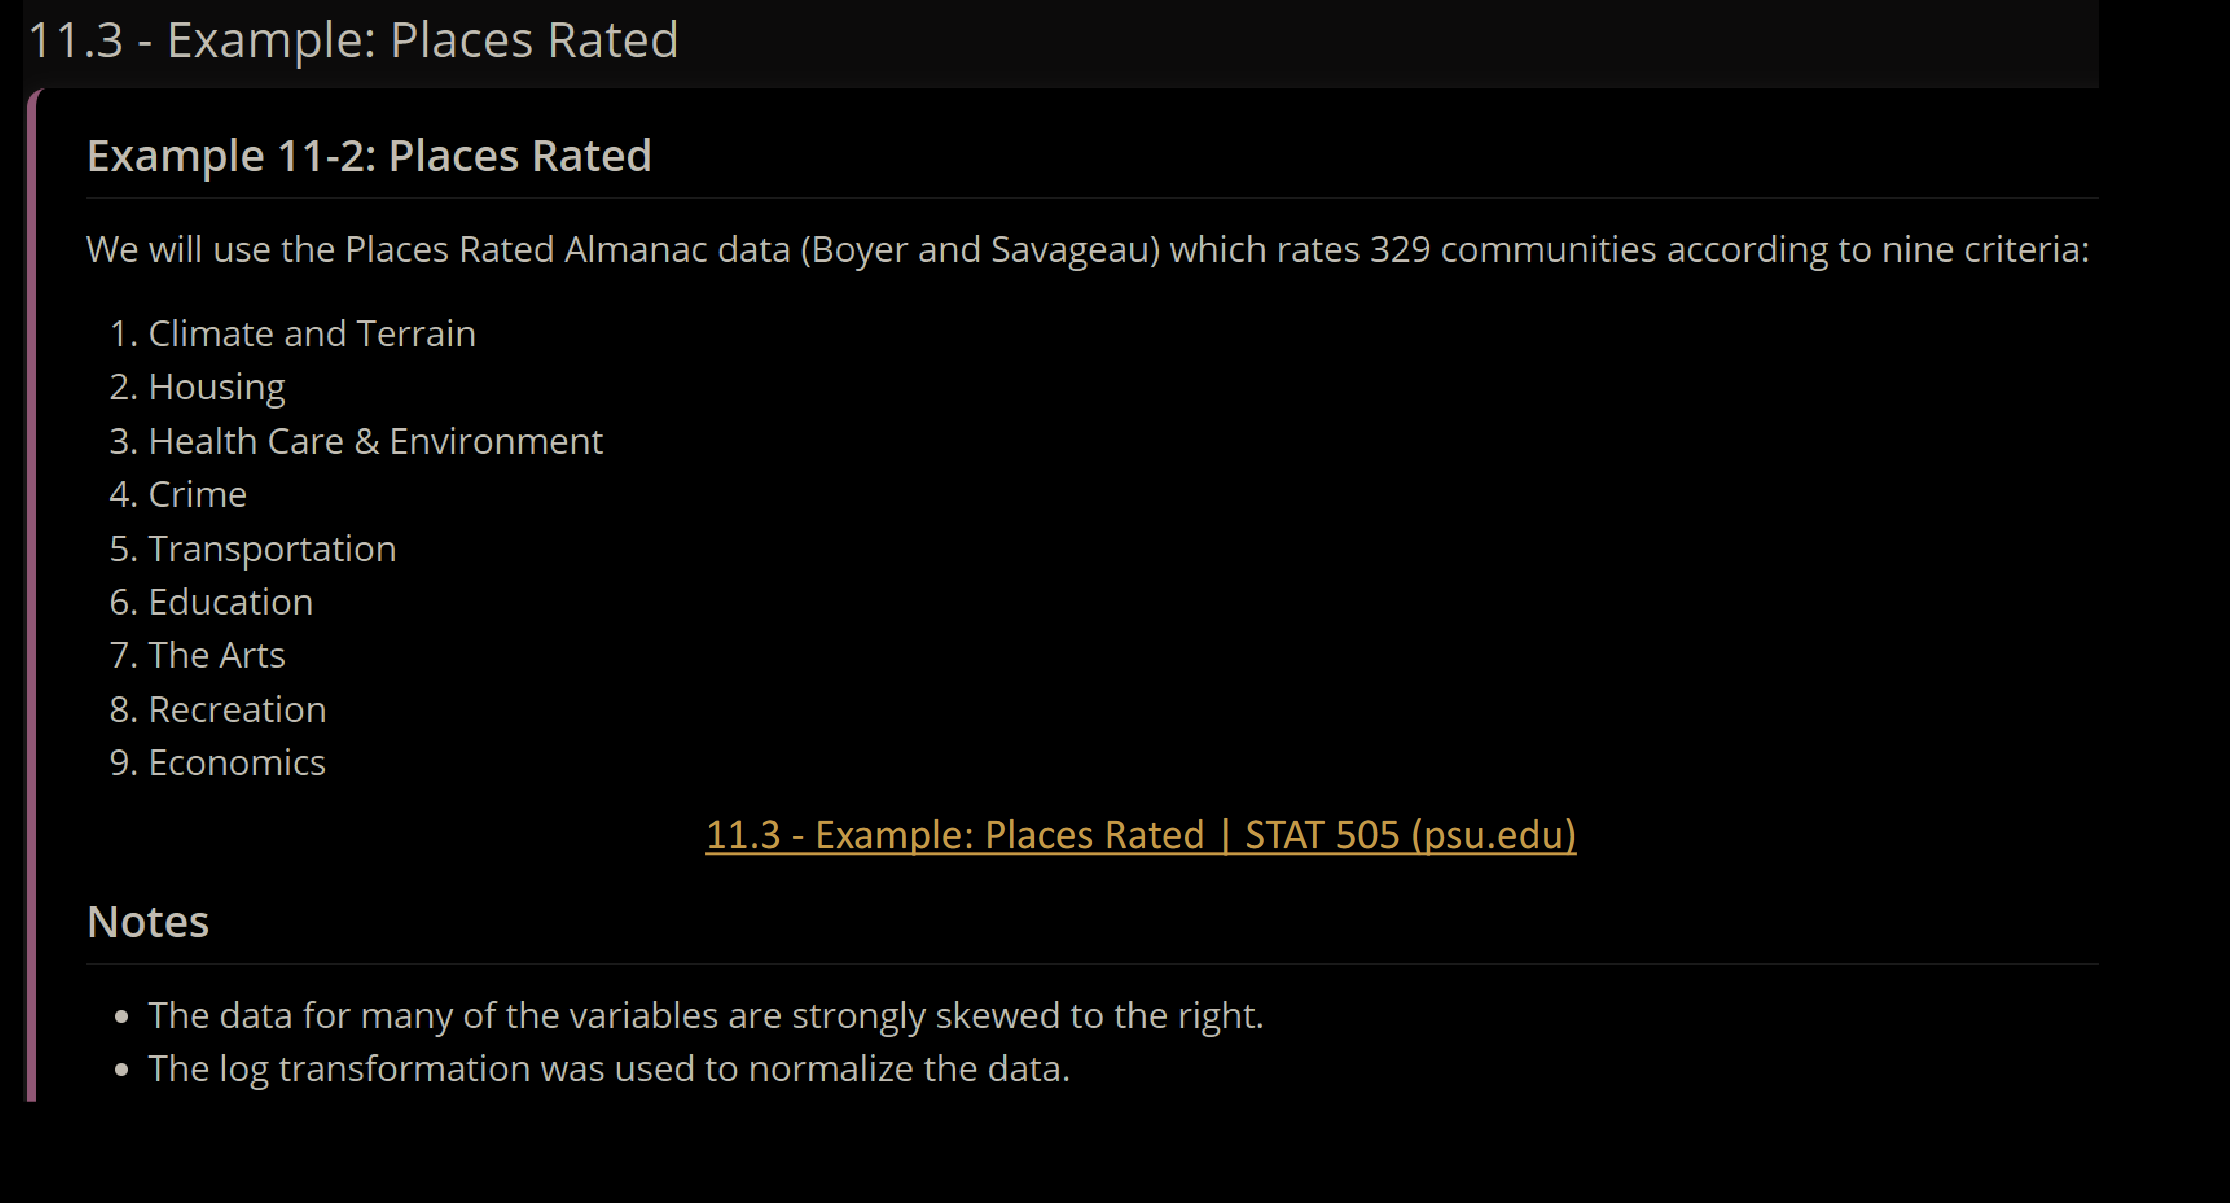 11.3 - Example: Places Rated
Example 11-2: Places Rated
We will use the Places Rated Almanac data (Boyer and Savageau) which rates 329 communities according to nine criteria:
1. Climate and Terrain
2. Housing
3. Health Care & Environment
4. Crime
5. Transportation
6. Education
7. The Arts
8. Recreation
9. Economics
11.3 - Example: Places Rated | STAT 505 (psu.edu)
Notes
• The data for many of the variables are strongly skewed to the right.
• The log transformation was used to normalize the data.